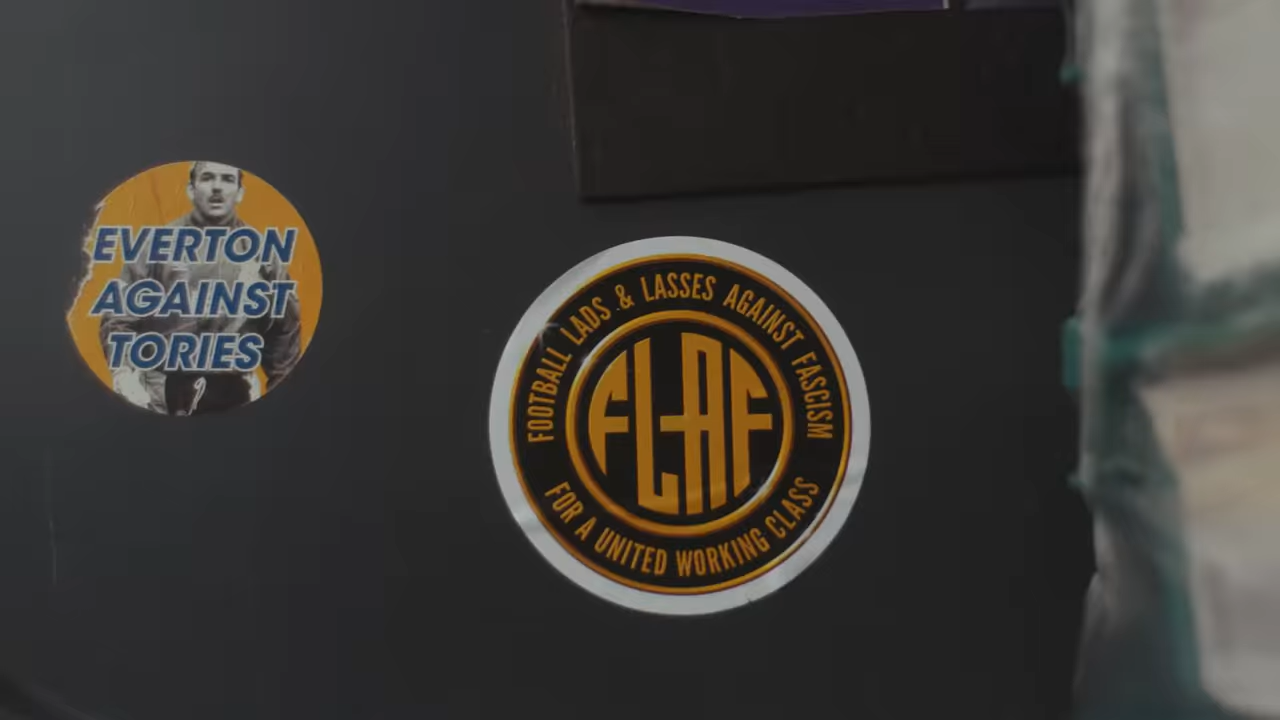 EVERTON
AGAINST
TORIES
FOOTBALL LADS & LASSES AGAINST FASCISM
FLAF
FOR A UNITED WORKING CLASS